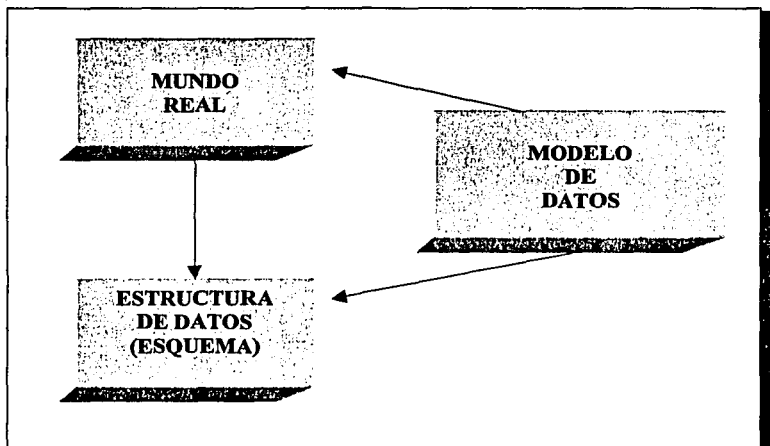 MUNDO
REAL
MODELO
DE
DATOS
ESTRUCTURA
DE DATOS
(ESQUEMA)